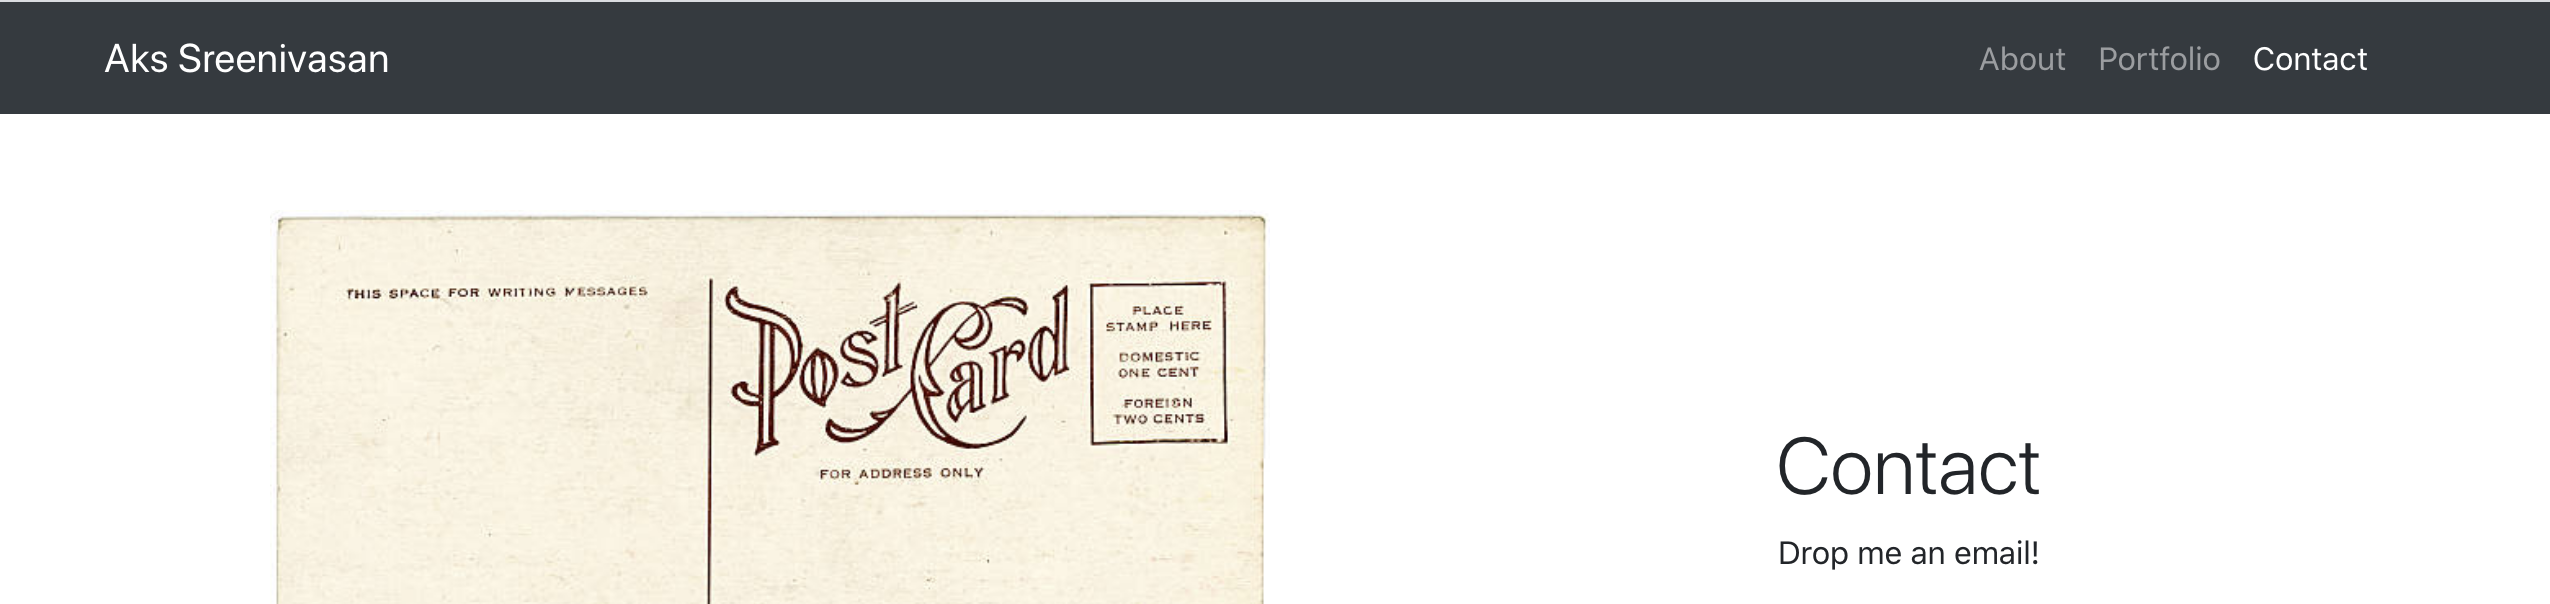 Aks Sreenivasan
About Portfolio Contact
THIS SPACE FOR WRITING MESSAGES
Post Card
PLACE
STAMP HERE
DOMESTIC
ONE CENT
FOREIGN
TWO CENTS
FOR ADDRESS ONLY
Contact
Drop me an email!